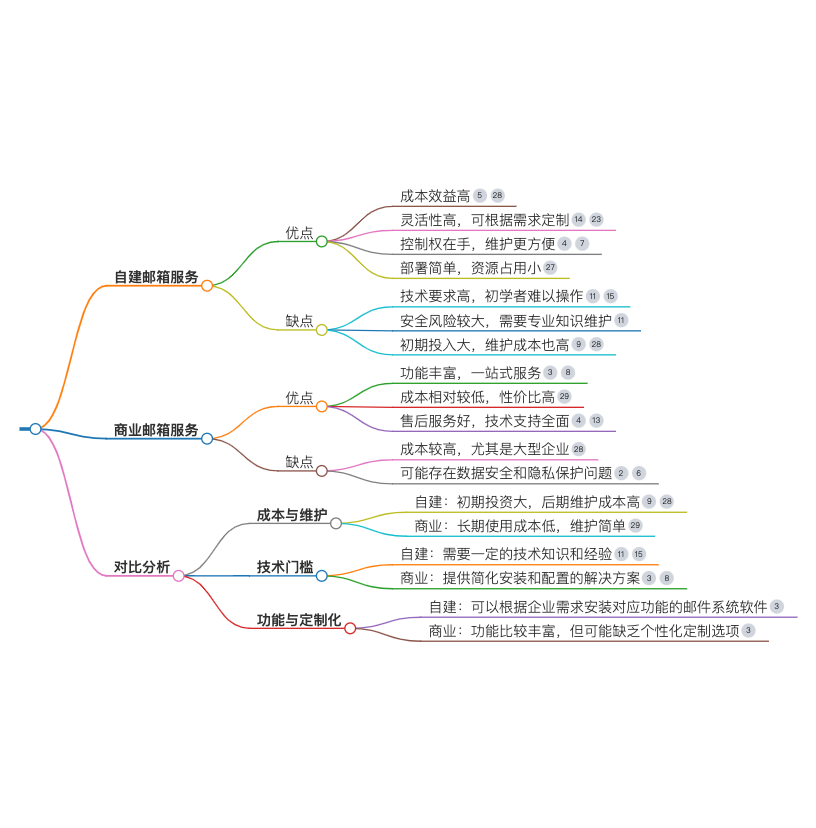 自建邮箱服务
优点
成本效益高 5 28
灵活性高，可根据需求定制 14 23
控制权在手，维护更方便 4 7
部署简单，资源占用小 27
缺点
技术要求高，初学者难以操作 11 15
安全风险较大，需要专业知识维护 11
初期投入大，维护成本也高 9 28
商业邮箱服务
优点
功能丰富，一站式服务 3 8
成本相对较低，性价比高 29
售后服务好，技术支持全面 4 13
缺点
成本较高，尤其是大型企业 28
可能存在数据安全和隐私保护问题 2 6
对比分析
成本与维护
自建：初期投资大，后期维护成本高 9 28
商业：长期使用成本低，维护简单 29
技术门槛
自建：需要一定的技术知识和经验 11 15
商业：提供简化安装和配置的解决方案 3 8
功能与定制化
自建：可以根据企业需求安装对应功能的邮件系统软件 3
商业：功能比较丰富，但可能缺乏个性化定制选项 3